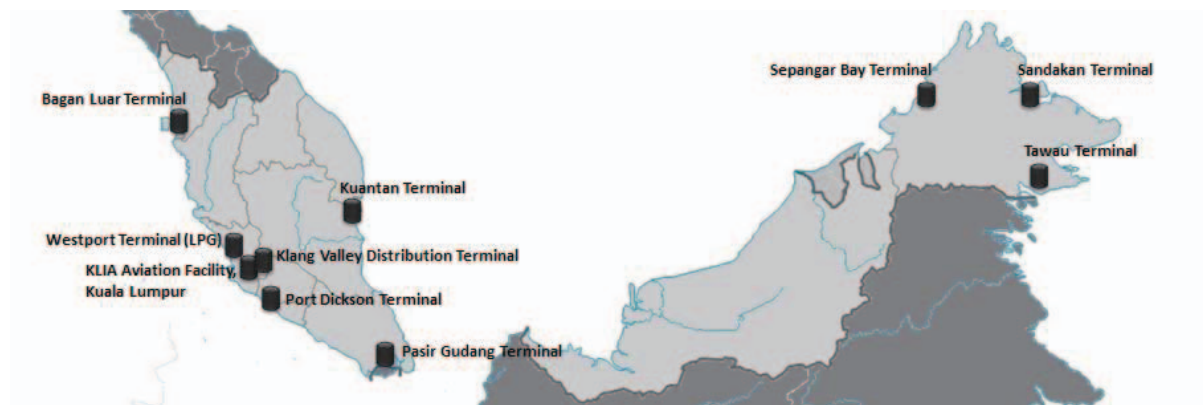 Sepangar Bay Terminal
Sandakan Terminal
Bagan Luar Terminal
Tawau Terminal
Kuantan Terminal
Westport Terminal (LPG)
Klang Valley Distribution Terminal
KLIA Aviation Facility,
Kuala Lumpur
Port Dickson Terminal
Pasir Gudang Terminal